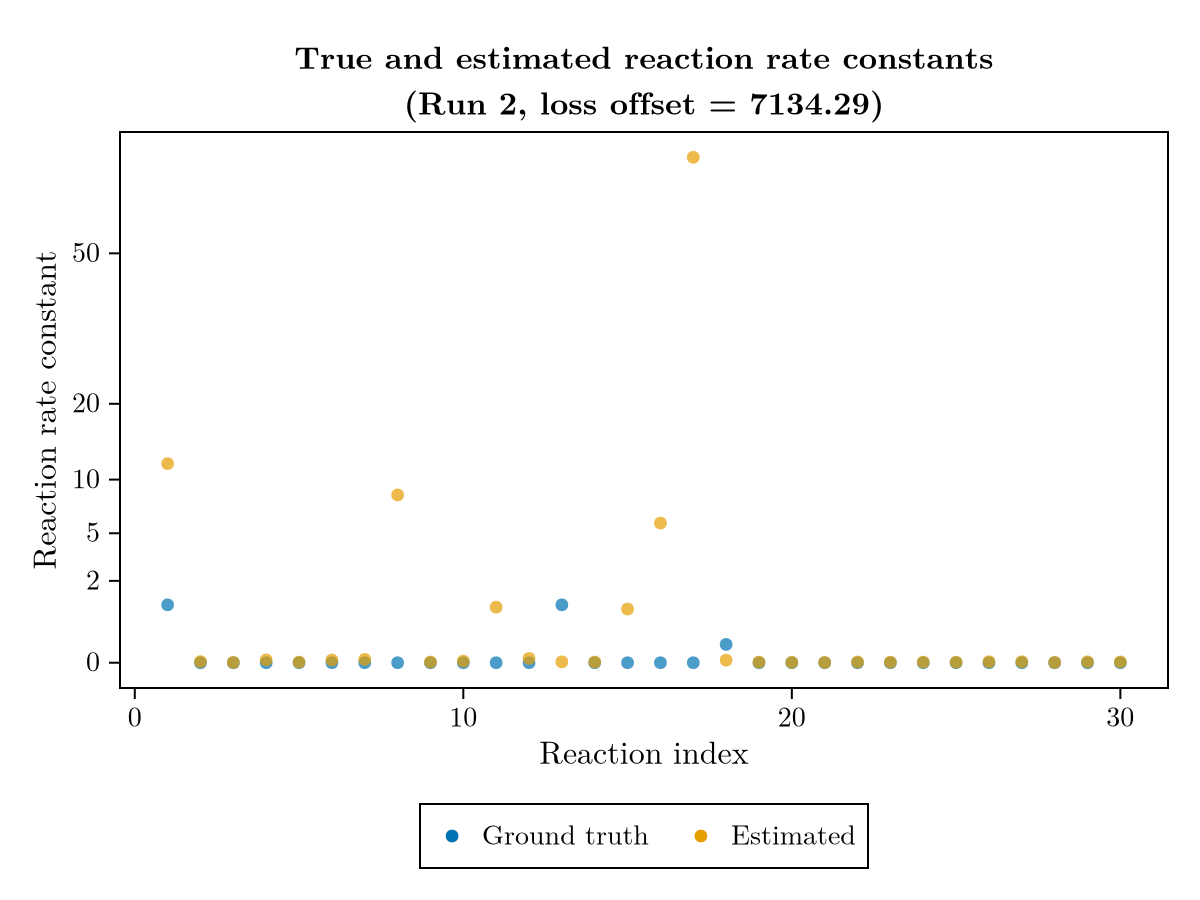 True and estimated reaction rate constants
(Run 2, loss offset = 7134.29)
Reaction rate constant
50
20
10
5
2
0
0 10 20 30
Reaction index
Ground truth Estimated